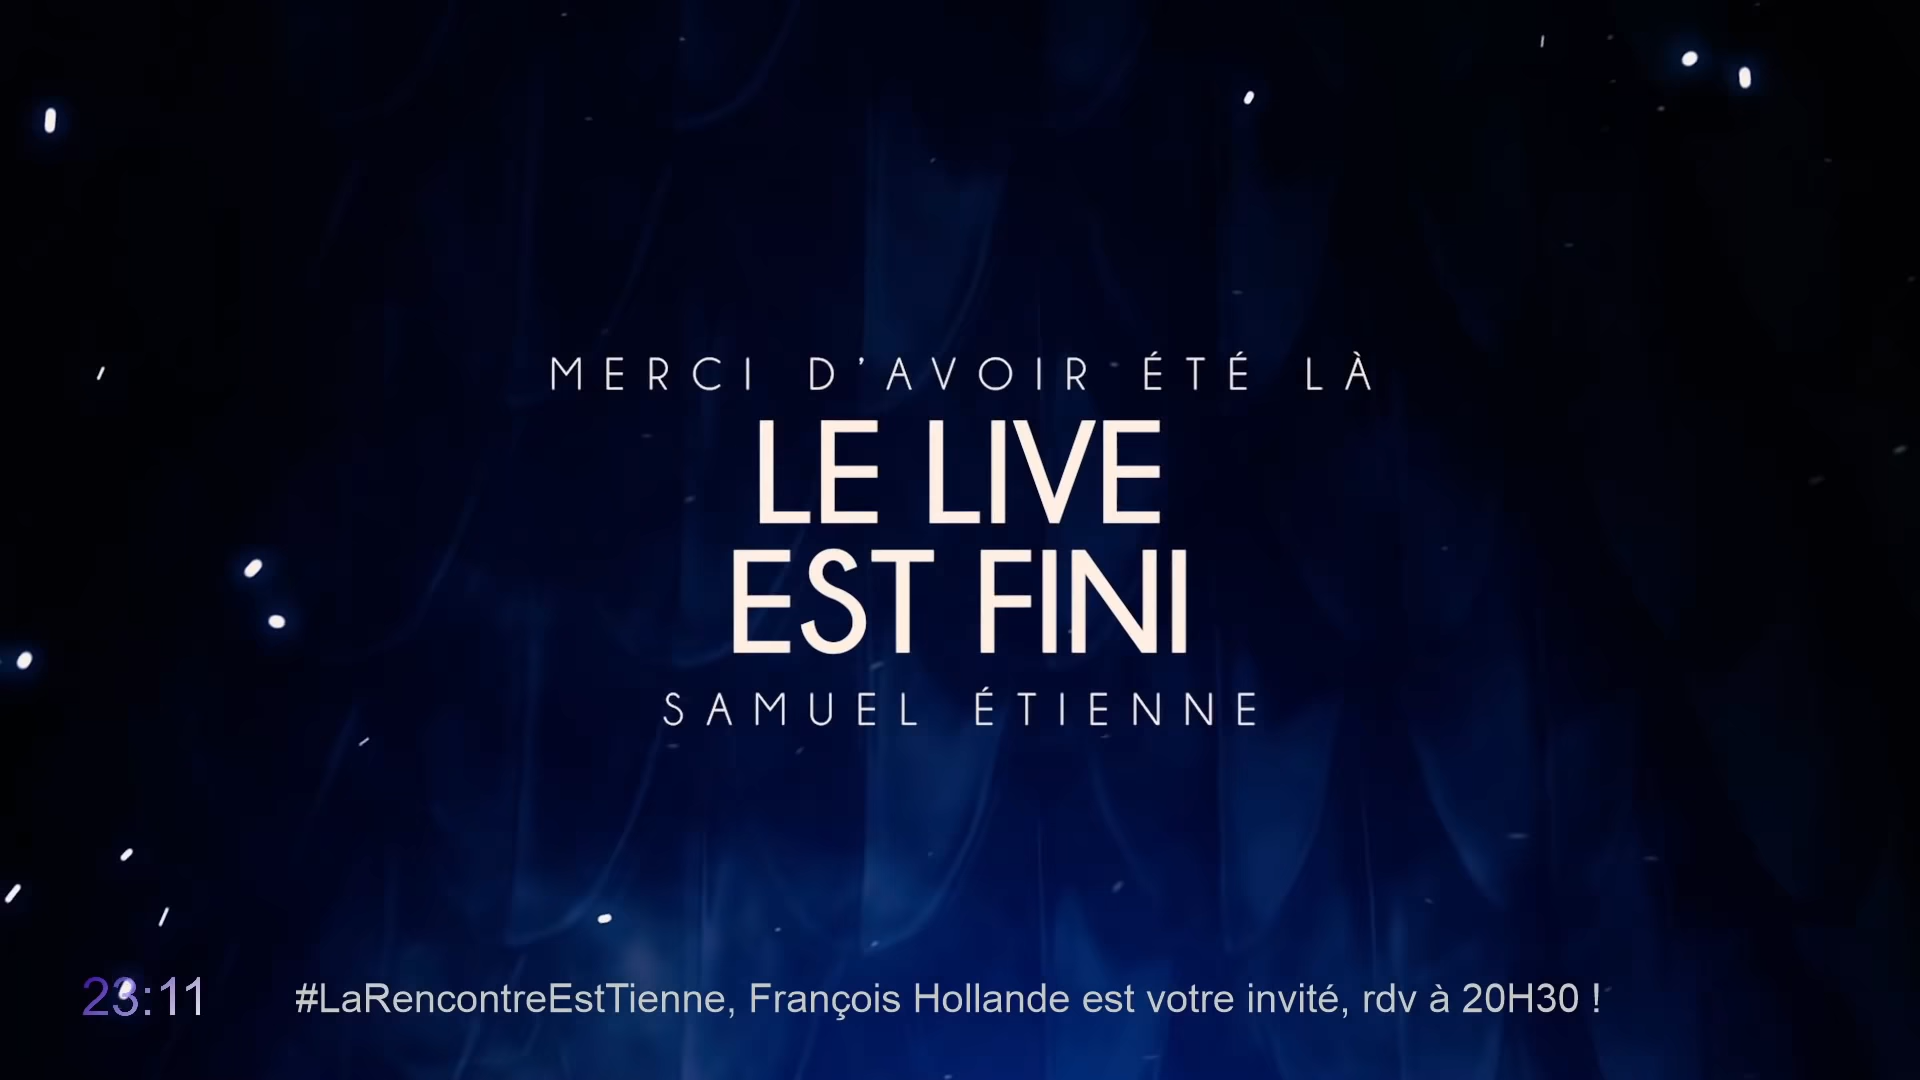 MERCI D'AVOIR ÉTÉ LÀ
LE LIVE
EST FINI
SAMUEL ÉTIENNE
23:11 #LaRencontreEstTienne, François Hollande est votre invité, rdv à 20H30 !